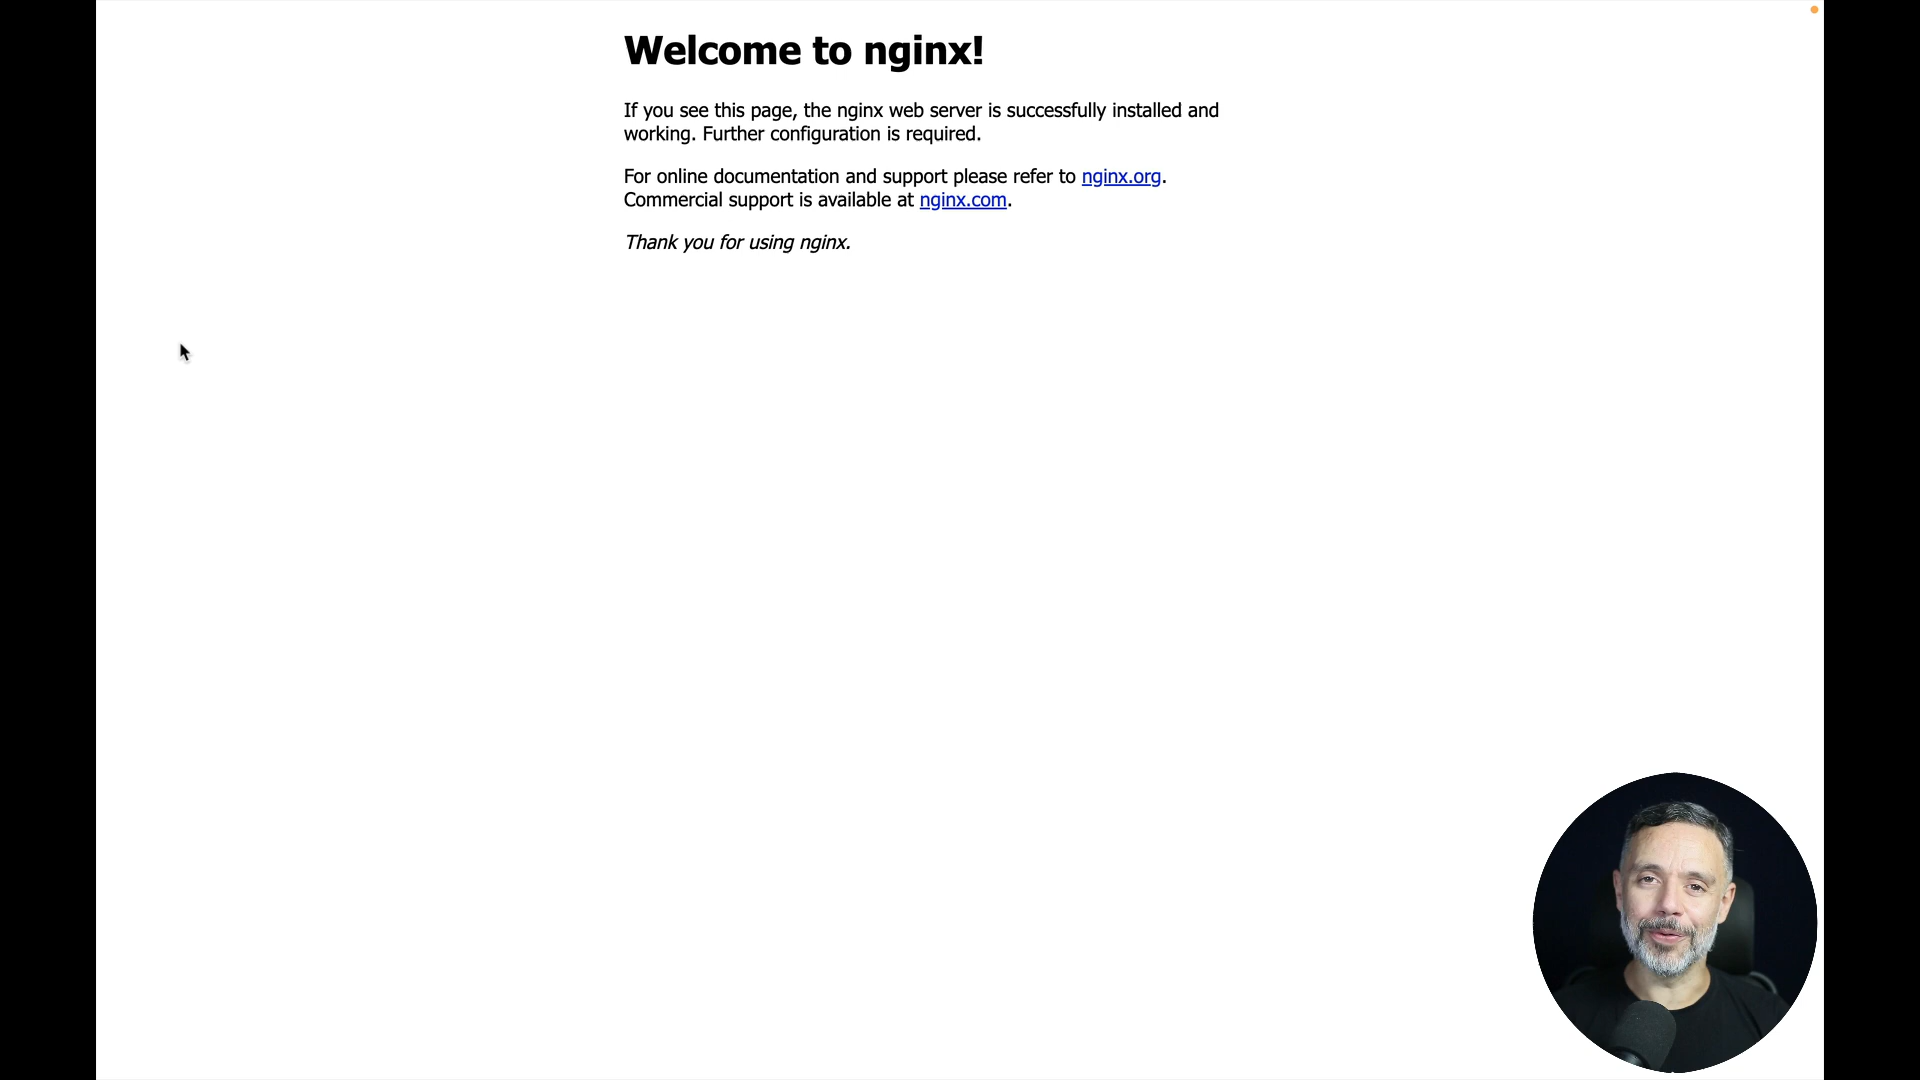 Welcome to nginx!
If you see this page, the nginx web server is successfully installed and
working. Further configuration is required.
For online documentation and support please refer to nginx.org.
Commercial support is available at nginx.com.
Thank you for using nginx.